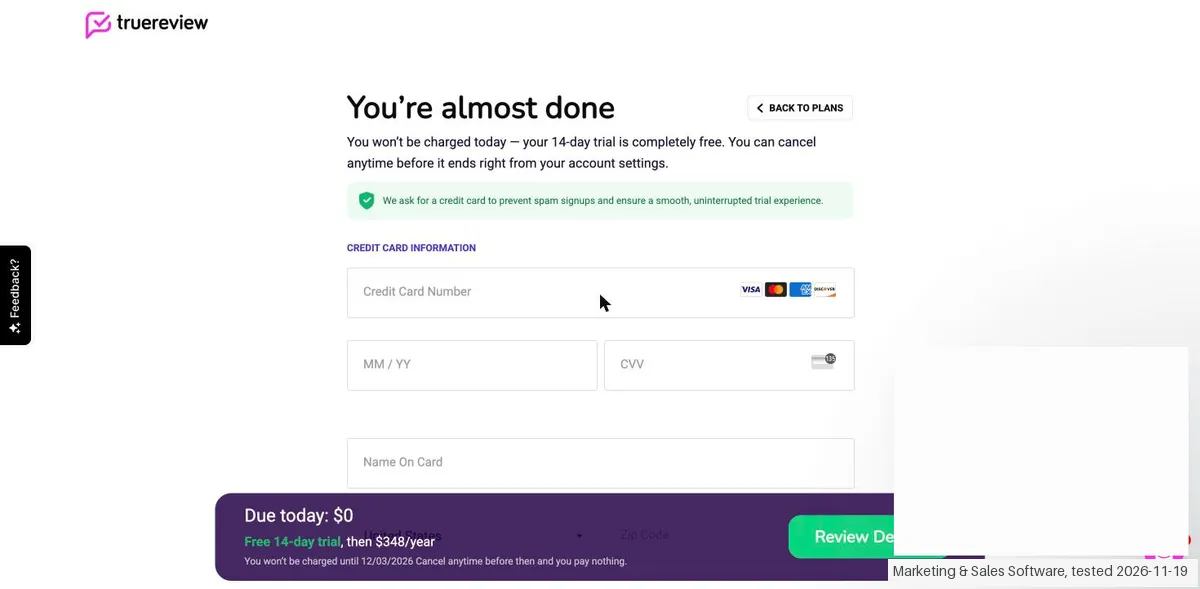 truereview
You're almost done
BACK TO PLANS
You won't be charged today — your 14-day trial is completely free. You can cancel
anytime before it ends right from your account settings.
We ask for a credit card to prevent spam signups and ensure a smooth, uninterrupted trial experience.
Feedback?
CREDIT CARD INFORMATION
Credit Card Number
VISA
AMEX
DISCOVER
MM / YY
CVV
135
Name On Card
Due today: $0
United States
Zip Code
Free 14-day trial, then $348/year
Review De
You won't be charged until 12/03/2026 Cancel anytime before then and you pay nothing.
Marketing & Sales Software, tested 2026-11-19